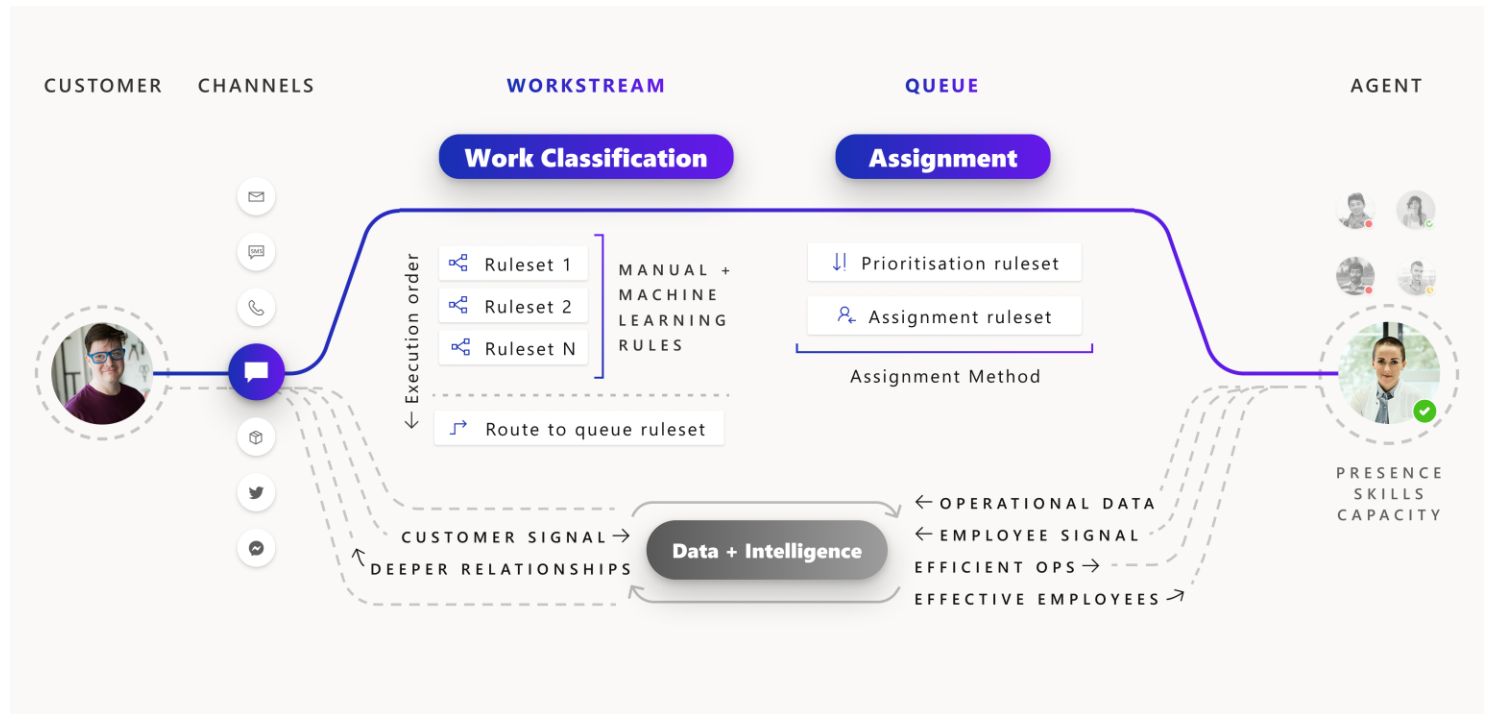 CUSTOMER
CHANNELS
WORKSTREAM
QUEUE
AGENT
Work Classification
Assignment
SMS
Execution order
Ruleset 1
Ruleset 2
Ruleset N
MANUAL +
MACHINE
LEARNING
RULES
Route to queue ruleset
Prioritisation ruleset
Assignment ruleset
Assignment Method
PRESENCE
SKILLS
CAPACITY
CUSTOMER SIGNAL
DEEPER RELATIONSHIPS
Data + Intelligence
OPERATIONAL DATA
EMPLOYEE SIGNAL
EFFICIENT OPS
EFFECTIVE EMPLOYEES